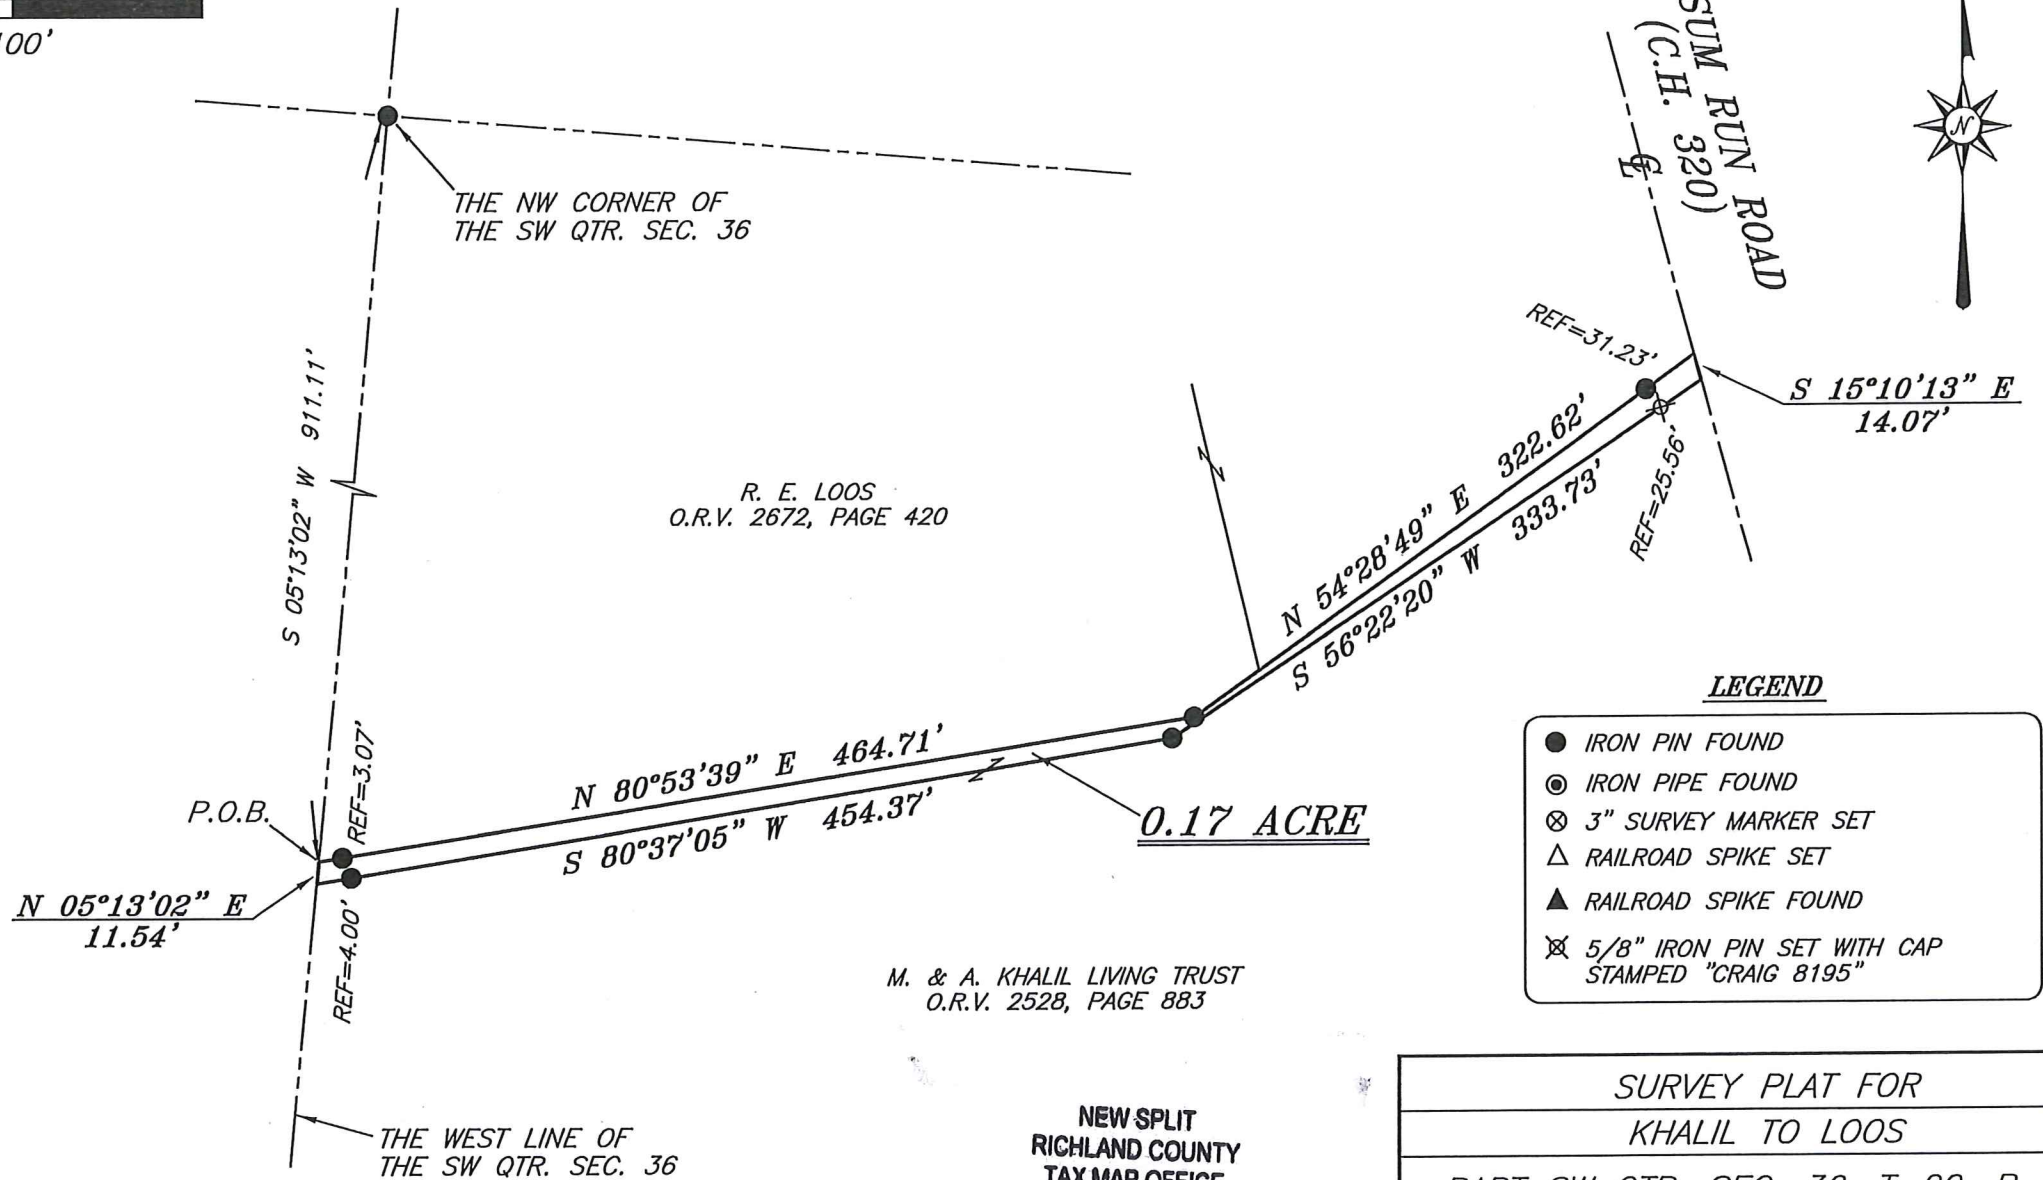 100'
SUM RUN ROAD
(C.H. 320)
N
THE NW CORNER OF
THE SW QTR. SEC. 36
S 05°13'02" W 911.11'
R. E. LOOS
O.R.V. 2672, PAGE 420
REF=31.23'
S 15°10'13" E
14.07'
N 54°28'49" E 322.62'
S 56°22'20" W 333.73'
REF=25.56'
P.O.B.
REF=3.07'
N 80°53'39" E 464.71'
S 80°37'05" W 454.37'
0.17 ACRE
N 05°13'02" E
11.54'
REF=4.00'
M. & A. KHALIL LIVING TRUST
O.R.V. 2528, PAGE 883
THE WEST LINE OF
THE SW QTR. SEC. 36
LEGEND
IRON PIN FOUND
IRON PIPE FOUND
3" SURVEY MARKER SET
RAILROAD SPIKE SET
RAILROAD SPIKE FOUND
5/8" IRON PIN SET WITH CAP
STAMPED "CRAIG 8195"
NEW SPLIT
RICHLAND COUNTY
TAX MAP OFFICE
SURVEY PLAT FOR
KHALIL TO LOOS
PART SW QTR. SEC. 36